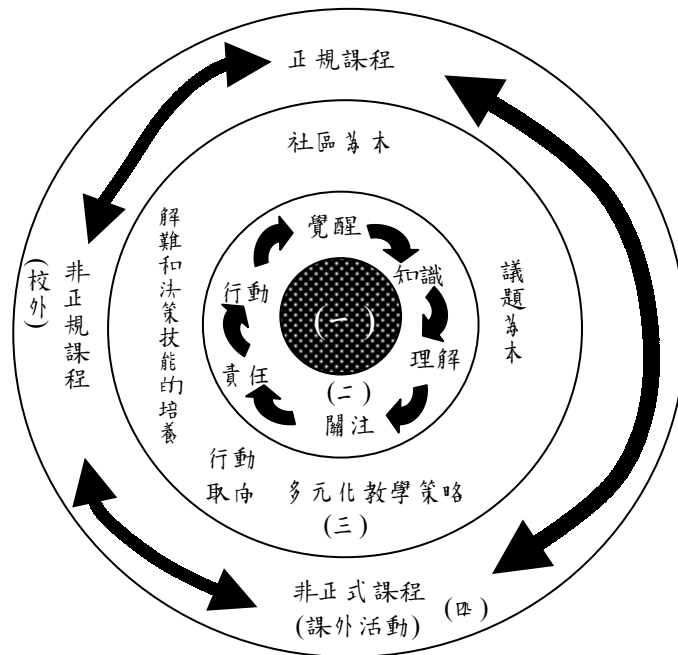 正規課程
社區為本
解難和決策技能的培養
議題為本
非正規課程
(校外)
覺醒
知識
理解
(二)
關注
責任
行動
(一)
行動
取向
多元化教學策略
(三)
非正式課程
(課外活動)
(四)